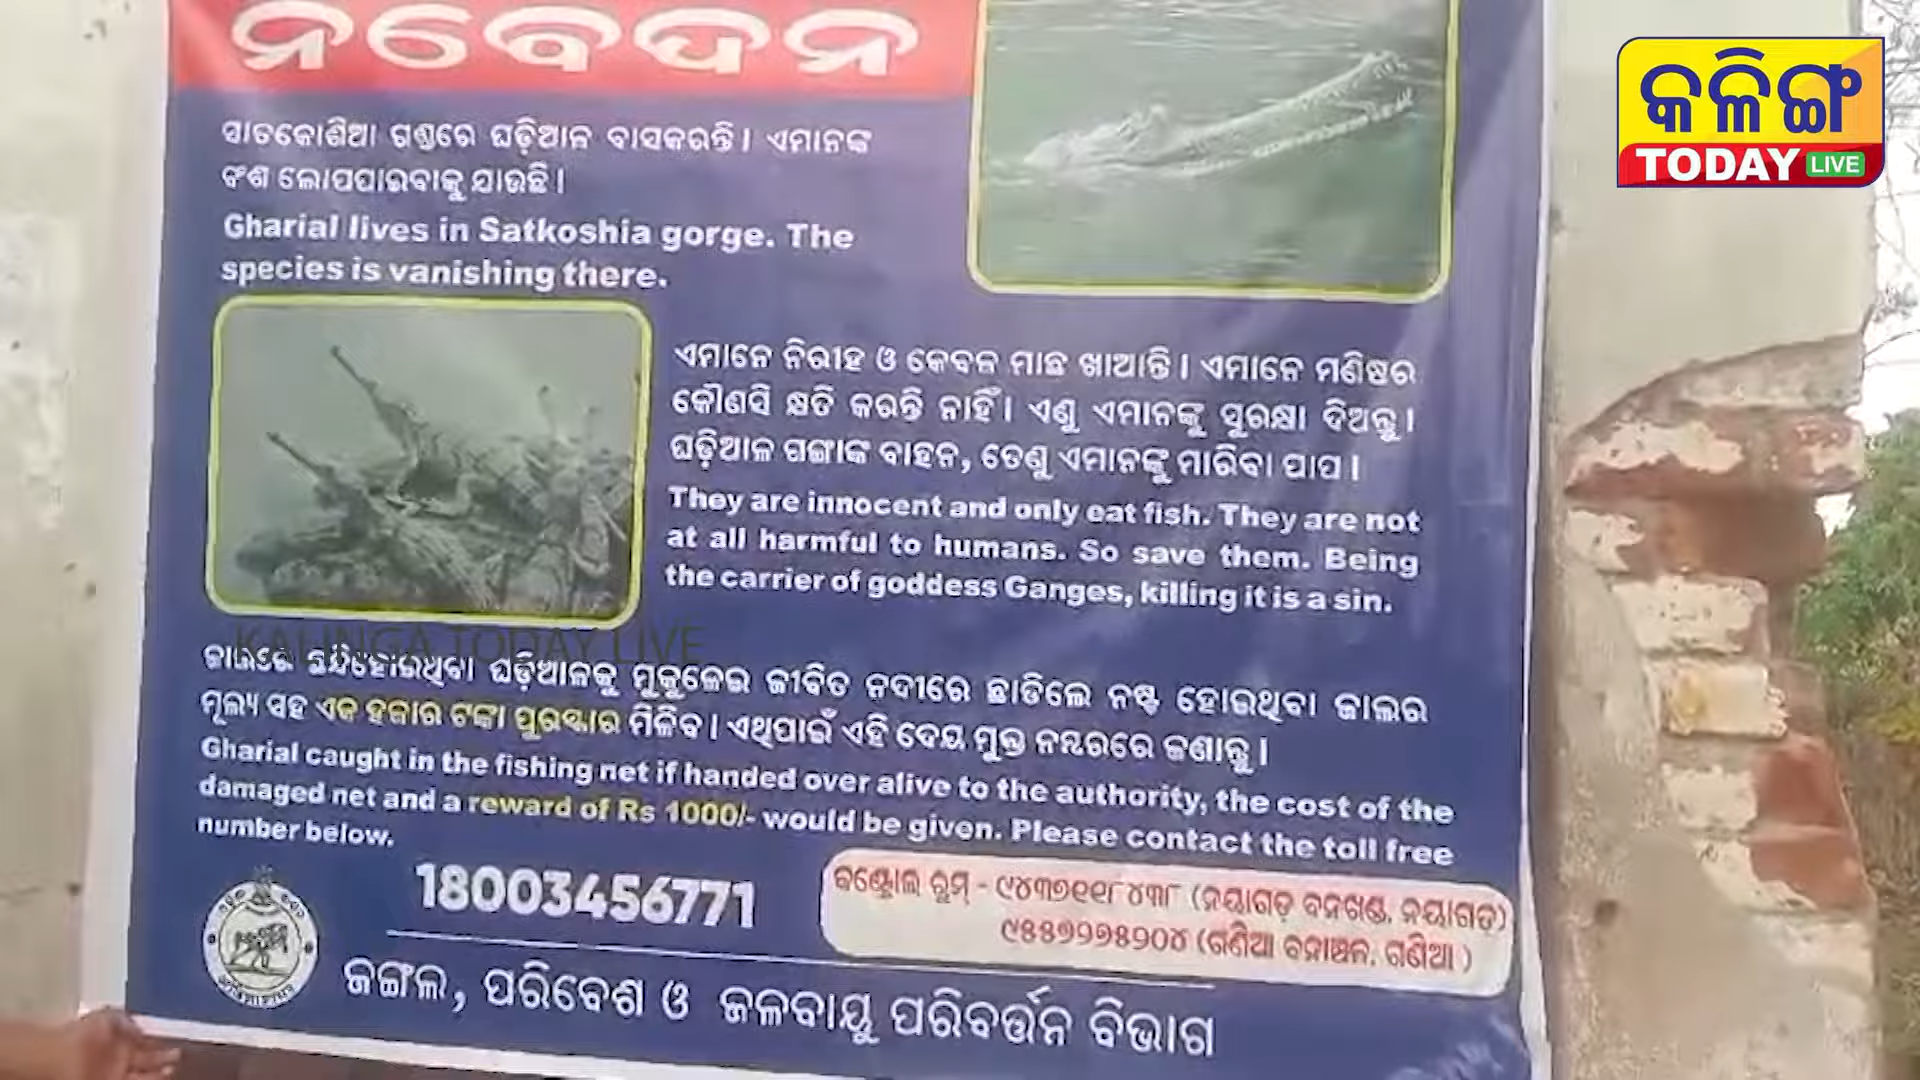 ନିବେଦନ
କଳିଙ୍ଗ
TODAY LIVE
ସାତକୋଶିଆ ଗଣ୍ଡରେ ଘଡ଼ିଆଳ ବାସକରନ୍ତି । ଏମାନଙ୍କ
ବଂଶ ଲୋପପାଇବାକୁ ଯାଉଛି ।
Gharial lives in Satkoshia gorge. The
species is vanishing there.
ଏମାନେ ନିରୀହ ଓ କେବଳ ମାଛ ଖାଆନ୍ତି । ଏମାନେ ମଣିଷର
କୌଣସି କ୍ଷତି କରନ୍ତି ନାହିଁ । ଏଣୁ ଏମାନଙ୍କୁ ସୁରକ୍ଷା ଦିଅନ୍ତୁ ।
ଘଡ଼ିଆଳ ଗଙ୍ଗାଙ୍କ ବାହନ, ତେଣୁ ଏମାନଙ୍କୁ ମାରିବା ପାପ ।
They are innocent and only eat fish. They are not
at all harmful to humans. So save them. Being
the carrier of goddess Ganges, killing it is a sin.
KALINGA TODAY LIVE
ଜାଲରେ ଛନ୍ଦିହୋଇଥିବା ଘଡ଼ିଆଳକୁ ମୁକୁଳେଇ ଜୀବିତ ନଦୀରେ ଛାଡିଲେ ନଷ୍ଟ ହୋଇଥିବା ଜାଲର
ମୂଲ୍ୟ ସହ ଏକ ହଜାର ଟଙ୍କା ପୁରସ୍କାର ମିଳିବ । ଏଥିପାଇଁ ଏହି ଦେୟ ମୁକ୍ତ ନମ୍ବରରେ ଜଣାନ୍ତୁ ।
Gharial caught in the fishing net if handed over alive to the authority, the cost of the
damaged net and a reward of Rs 1000/- would be given. Please contact the toll free
number below.
18003456771
କଣ୍ଟ୍ରୋଲ ରୁମ୍ - ୯୪୩୭୧୧୮୪୩୮ (ନୟାଗଡ଼ ବନଖଣ୍ଡ, ନୟାଗଡ଼)
୯୫୫୭୨୨୫୨୦୪ (ଗଣିଆ ବନାଞ୍ଚଳ, ଗଣିଆ )
ଜଙ୍ଗଲ, ପରିବେଶ ଓ ଜଳବାୟୁ ପରିବର୍ତ୍ତନ ବିଭାଗ